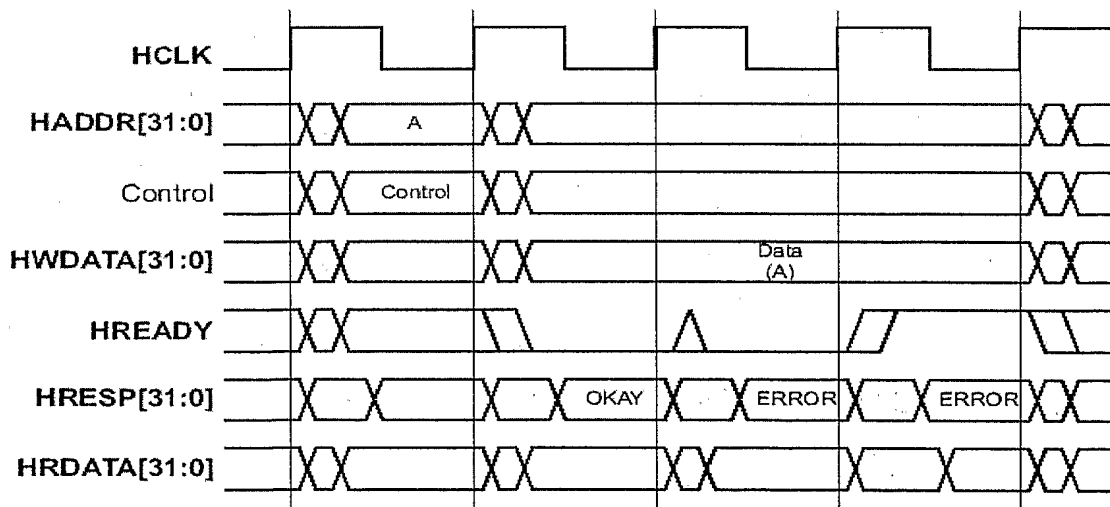 HCLK
HADDR[31:0]
A
Control
Control
HWDATA[31:0]
Data
(A)
HREADY
HRESP[31:0]
OKAY
ERROR
ERROR
HRDATA[31:0]